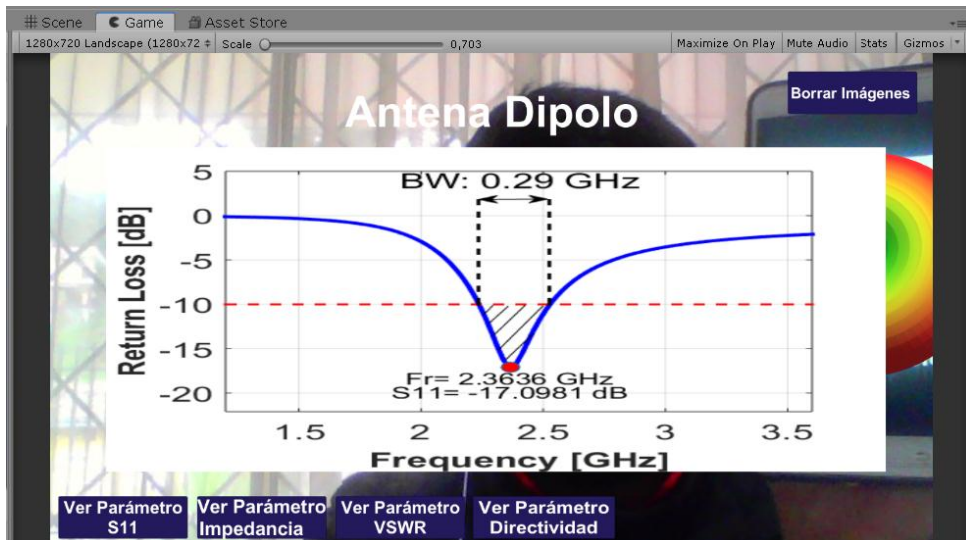 Scene Game Asset Store
1280x720 Landscape (1280x72 Scale 0,703 Maximize On Play Mute Audio Stats Gizmos
Borrar Imágenes
Antena Dipolo
BW: 0.29 GHz
5
0
-5
-10
-15
-20
Return Loss [dB]
Fr= 2.3636 GHz
S11= -17.0981 dB
1.5 2 2.5 3 3.5
Frequency [GHz]
Ver Parámetro Ver Parámetro Ver Parámetro Ver Parámetro
S11 Impedancia VSWR Directividad